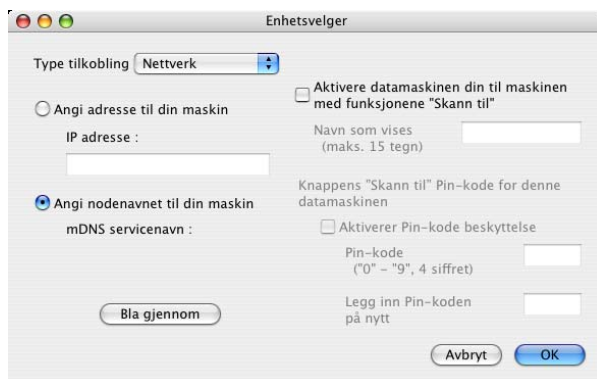 Enhetsvelger
Type tilkobling Nettverk
Angi adresse til din maskin
IP adresse :
Angi nodenavnet til din maskin
mDNS servicenavn :
Bla gjennom
Aktivere datamaskinen din til maskinen
med funksjonene "Skann til"
Navn som vises
(maks. 15 tegn)
Knappens "Skann til" Pin-kode for denne
datamaskinen
Aktiverer Pin-kode beskyttelse
Pin-kode
("0" - "9", 4 siffret)
Legg inn Pin-koden
på nytt
Avbryt OK